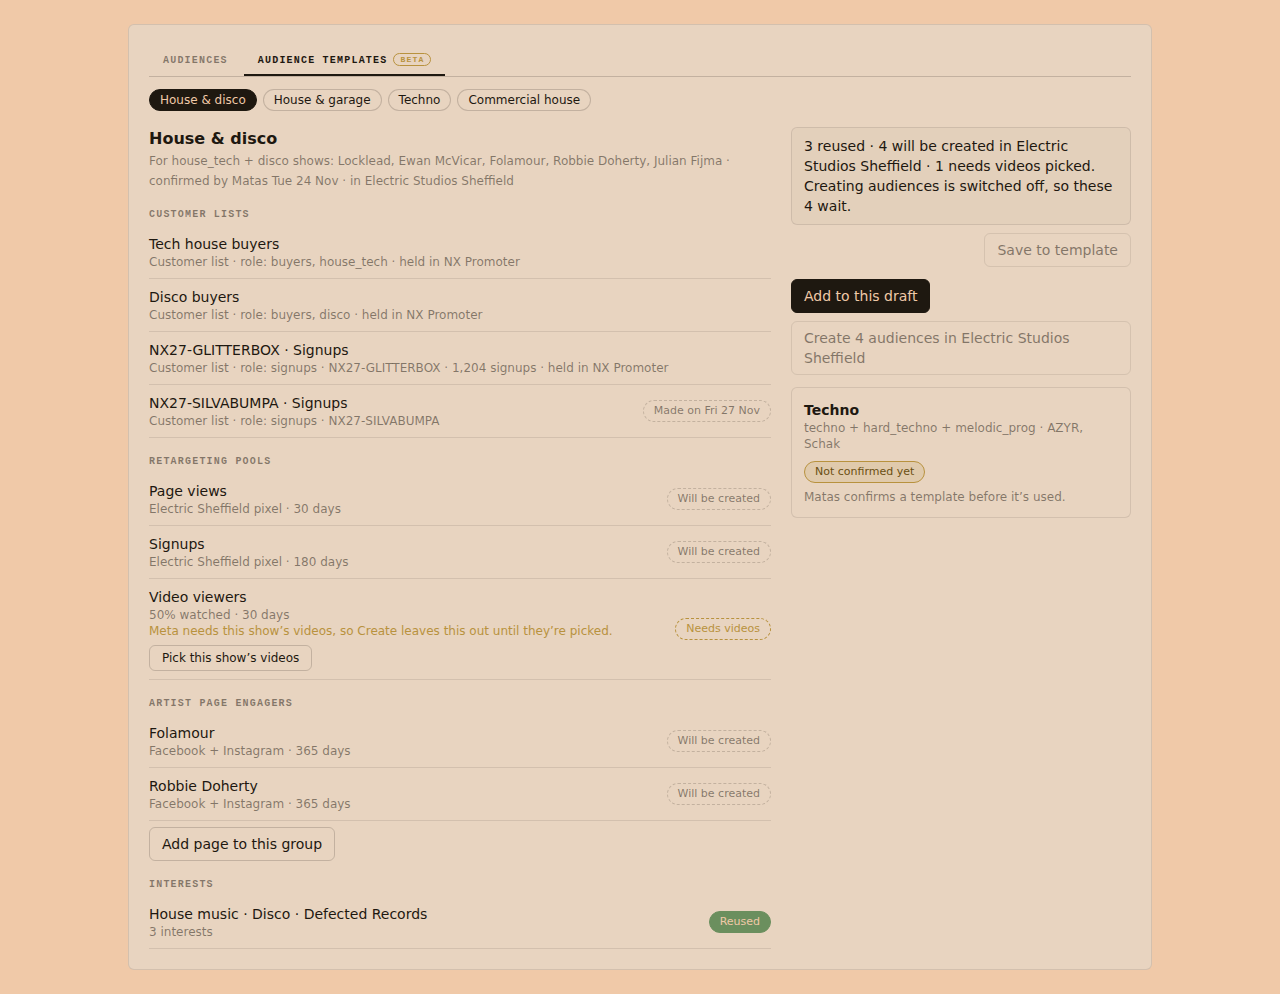 AUDIENCES
AUDIENCE TEMPLATES BETA
House & disco
House & garage
Techno
Commercial house
House & disco
For house_tech + disco shows: Locklead, Ewan McVicar, Folamour, Robbie Doherty, Julian Fijma ·
confirmed by Matas Tue 24 Nov · in Electric Studios Sheffield
CUSTOMER LISTS
Tech house buyers
Customer list · role: buyers, house_tech · held in NX Promoter
Disco buyers
Customer list · role: buyers, disco · held in NX Promoter
NX27-GLITTERBOX · Signups
Customer list · role: signups · NX27-GLITTERBOX · 1,204 signups · held in NX Promoter
NX27-SILVABUMPA · Signups
Customer list · role: signups · NX27-SILVABUMPA
Made on Fri 27 Nov
RETARGETING POOLS
Page views
Electric Sheffield pixel · 30 days
Will be created
Signups
Electric Sheffield pixel · 180 days
Will be created
Video viewers
50% watched · 30 days
Meta needs this show’s videos, so Create leaves this out until they’re picked.
Needs videos
Pick this show’s videos
ARTIST PAGE ENGAGERS
Folamour
Facebook + Instagram · 365 days
Will be created
Robbie Doherty
Facebook + Instagram · 365 days
Will be created
Add page to this group
INTERESTS
House music · Disco · Defected Records
3 interests
Reused
3 reused · 4 will be created in Electric
Studios Sheffield · 1 needs videos picked.
Creating audiences is switched off, so these
4 wait.
Save to template
Add to this draft
Create 4 audiences in Electric Studios
Sheffield
Techno
techno + hard_techno + melodic_prog · AZYR,
Schak
Not confirmed yet
Matas confirms a template before it’s used.